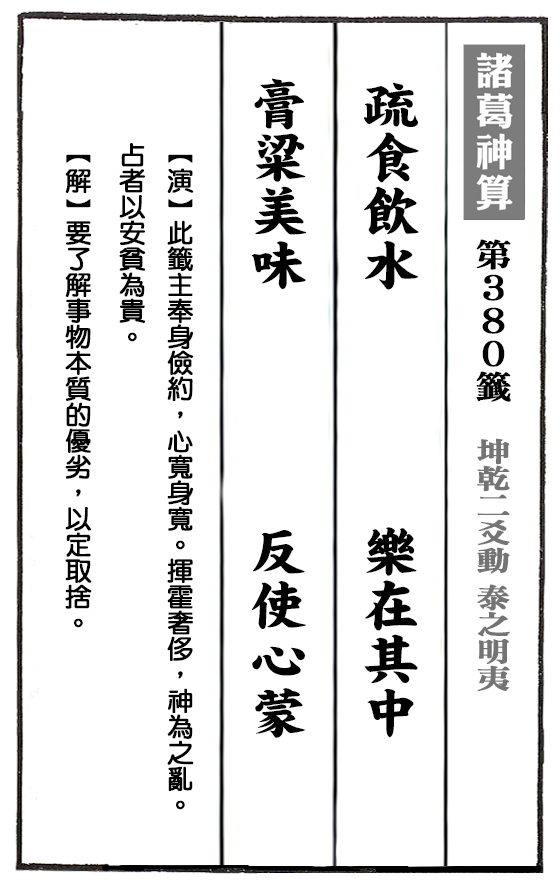 諸葛神算 第380籤 坤乾二爻動 泰之明夷
疏食飲水 樂在其中
膏粱美味 反使心蒙
【演】此籤主奉身儉約，心寬身寬。揮霍奢侈，神為之亂。
占者以安貧為貴。
【解】要了解事物本質的優劣，以定取捨。